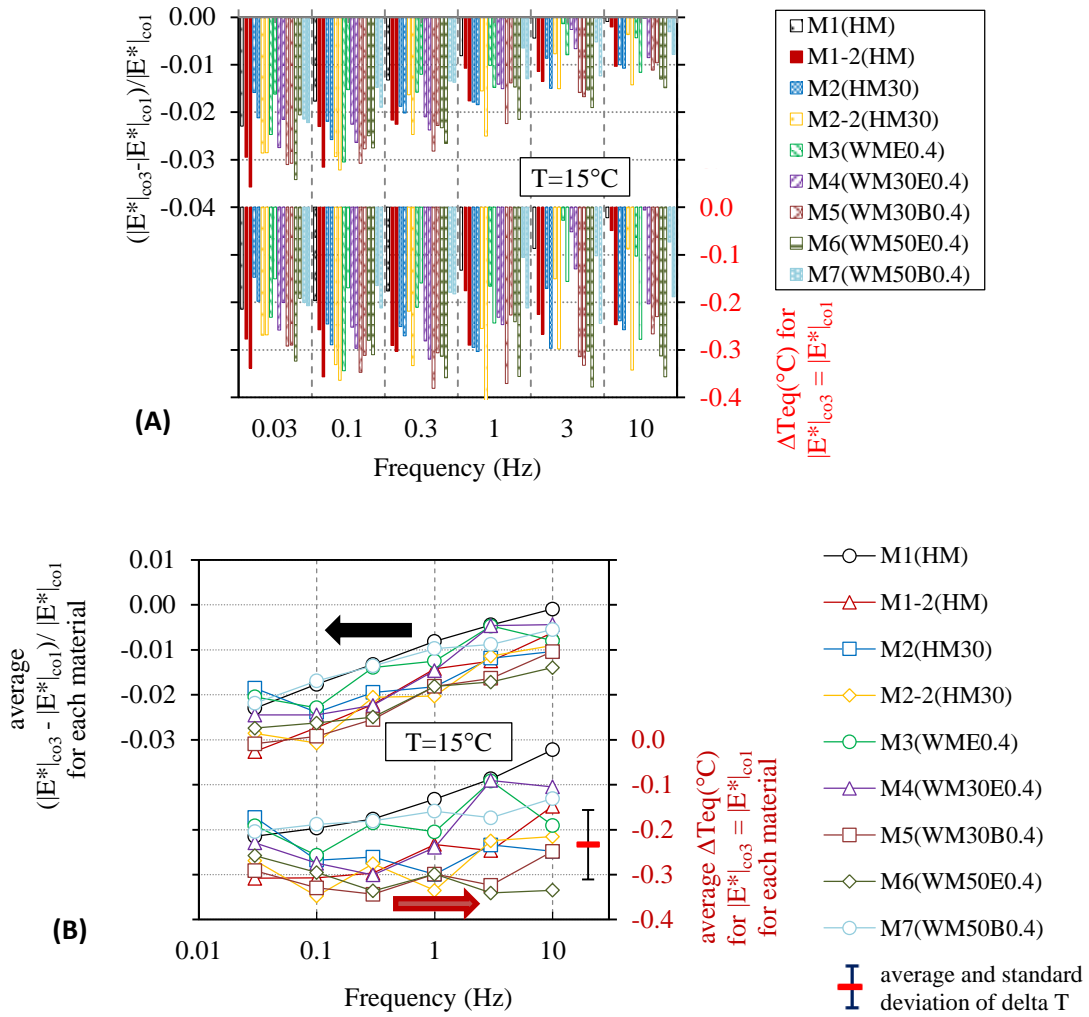 0.00
-0.01
-0.02
-0.03
-0.04
(|E*|co3-|E*|co1)/|E*|co1
T=15°C
0.0
-0.1
-0.2
-0.3
-0.4
ΔTeq(°C) for
|E*|co3 = |E*|co1
0.03 0.1 0.3 1 3 10
Frequency (Hz)
(A)
M1(HM)
M1-2(HM)
M2(HM30)
M2-2(HM30)
M3(WME0.4)
M4(WM30E0.4)
M5(WM30B0.4)
M6(WM50E0.4)
M7(WM50B0.4)
0.01
0.00
-0.01
-0.02
-0.03
average
(|E*|co3 - |E*|co1)/ |E*|co1
for each material
T=15°C
0.0
-0.1
-0.2
-0.3
-0.4
average ΔTeq(°C)
for |E*|co3 = |E*|co1
for each material
0.01 0.1 1 10
Frequency (Hz)
(B)
M1(HM)
M1-2(HM)
M2(HM30)
M2-2(HM30)
M3(WME0.4)
M4(WM30E0.4)
M5(WM30B0.4)
M6(WM50E0.4)
M7(WM50B0.4)
average and standard
deviation of delta T